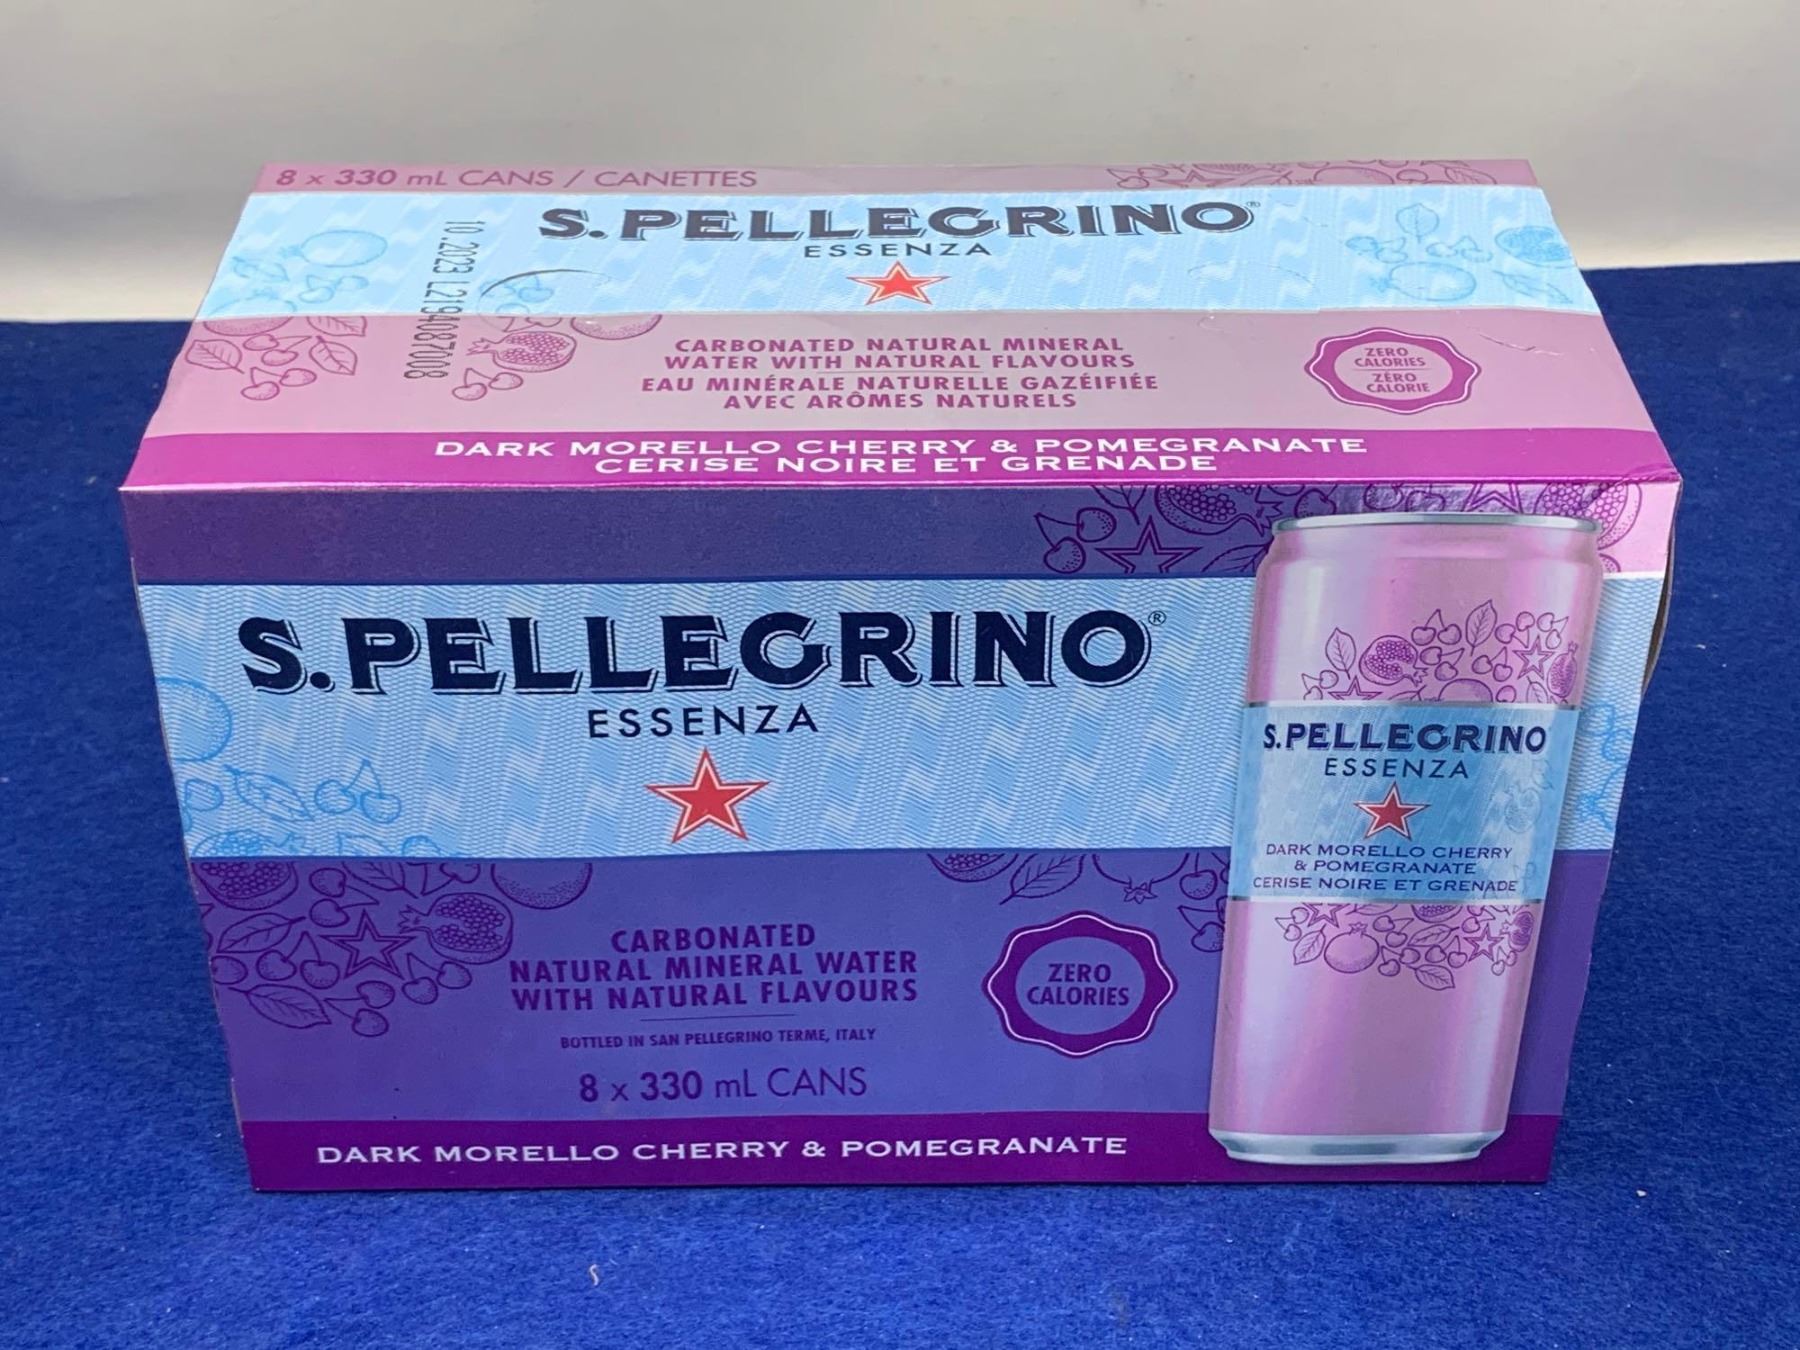 8 x 330 mL CANS / CANETTES
S.PELLEGRINO®
ESSENZA
10.2023 L2194087008
CARBONATED NATURAL MINERAL
WATER WITH NATURAL FLAVOURS
EAU MINÉRALE NATURELLE GAZÉIFIÉE
AVEC ARÔMES NATURELS
ZERO
CALORIES
ZÉRO
CALORIE
DARK MORELLO CHERRY & POMEGRANATE
CERISE NOIRE ET GRENADE
S.PELLEGRINO®
ESSENZA
CARBONATED
NATURAL MINERAL WATER
WITH NATURAL FLAVOURS
BOTTLED IN SAN PELLEGRINO TERME, ITALY
8 x 330 mL CANS
ZERO
CALORIES
DARK MORELLO CHERRY & POMEGRANATE
S.PELLEGRINO
ESSENZA
DARK MORELLO CHERRY
& POMEGRANATE
CERISE NOIRE ET GRENADE